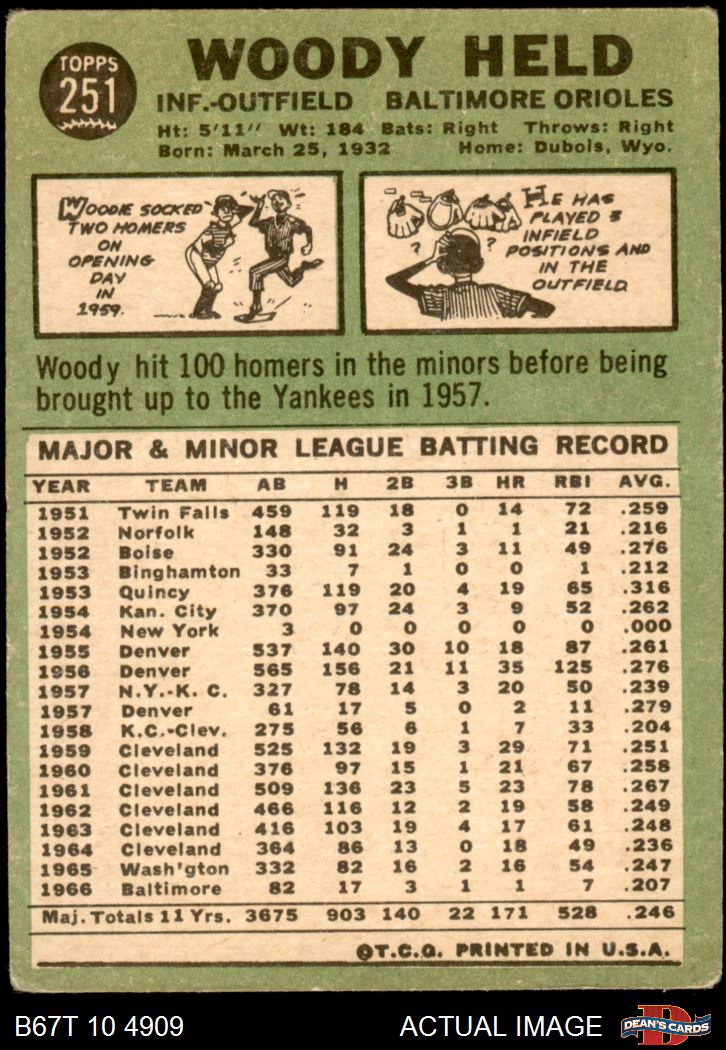 TOPPS
251
WOODY HELD
INF.-OUTFIELD BALTIMORE ORIOLES
Ht: 5'11" Wt: 184 Bats: Right Throws: Right
Born: March 25, 1932 Home: Dubois, Wyo.
WOODIE SOCKED
TWO HOMERS
ON
OPENING
DAY
IN
1959.
HE HAS
PLAYED 3
INFIELD
POSITIONS AND
IN THE
OUTFIELD
? ?
Woody hit 100 homers in the minors before being
brought up to the Yankees in 1957.
MAJOR & MINOR LEAGUE BATTING RECORD
YEAR TEAM AB H 2B 3B HR RBI AVG.
1951 Twin Falls 459 119 18 0 14 72 .259
1952 Norfolk 148 32 3 1 1 21 .216
1952 Boise 330 91 24 3 11 49 .276
1953 Binghamton 33 7 1 0 0 1 .212
1953 Quincy 376 119 20 4 19 65 .316
1954 Kan. City 370 97 24 3 9 52 .262
1954 New York 3 0 0 0 0 0 .000
1955 Denver 537 140 30 10 18 87 .261
1956 Denver 565 156 21 11 35 125 .276
1957 N.Y.-K. C. 327 78 14 3 20 50 .239
1957 Denver 61 17 5 0 2 11 .279
1958 K.C.-Clev. 275 56 6 1 7 33 .204
1959 Cleveland 525 132 19 3 29 71 .251
1960 Cleveland 376 97 15 1 21 67 .258
1961 Cleveland 509 136 23 5 23 78 .267
1962 Cleveland 466 116 12 2 19 58 .249
1963 Cleveland 416 103 19 4 17 61 .248
1964 Cleveland 364 86 13 0 18 49 .236
1965 Wash'gton 332 82 16 2 16 54 .247
1966 Baltimore 82 17 3 1 1 7 .207
Maj. Totals 11 Yrs. 3675 903 140 22 171 528 .246
©T.C.G. PRINTED IN U.S.A.
B67T 10 4909 ACTUAL IMAGE
D
DEAN'S CARDS